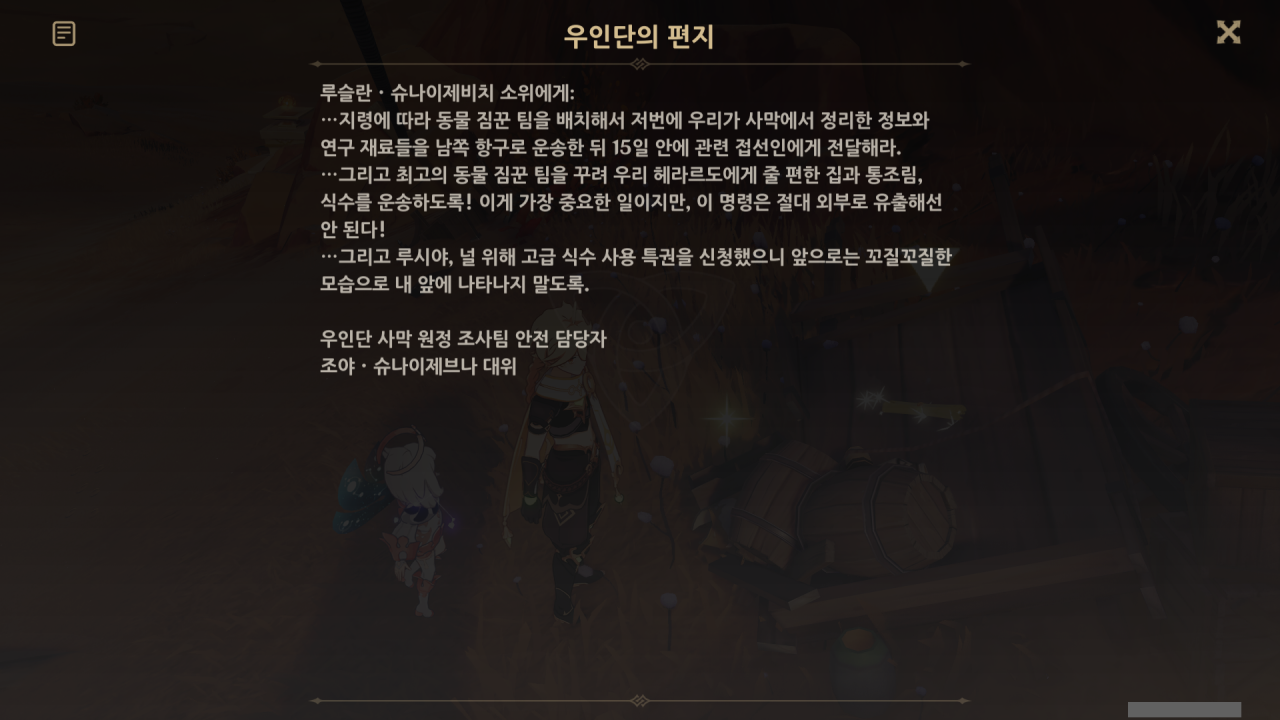 우인단의 편지
루슬란 · 슈나이제비치 소위에게:
…지령에 따라 동물 짐꾼 팀을 배치해서 저번에 우리가 사막에서 정리한 정보와
연구 재료들을 남쪽 항구로 운송한 뒤 15일 안에 관련 접선인에게 전달해라.
…그리고 최고의 동물 짐꾼 팀을 꾸려 우리 헤라르도에게 줄 편한 집과 통조림,
식수를 운송하도록! 이게 가장 중요한 일이지만, 이 명령은 절대 외부로 유출해선
안 된다!
…그리고 루시야, 널 위해 고급 식수 사용 특권을 신청했으니 앞으로는 꼬질꼬질한
모습으로 내 앞에 나타나지 말도록.
우인단 사막 원정 조사팀 안전 담당자
조야 · 슈나이제브나 대위